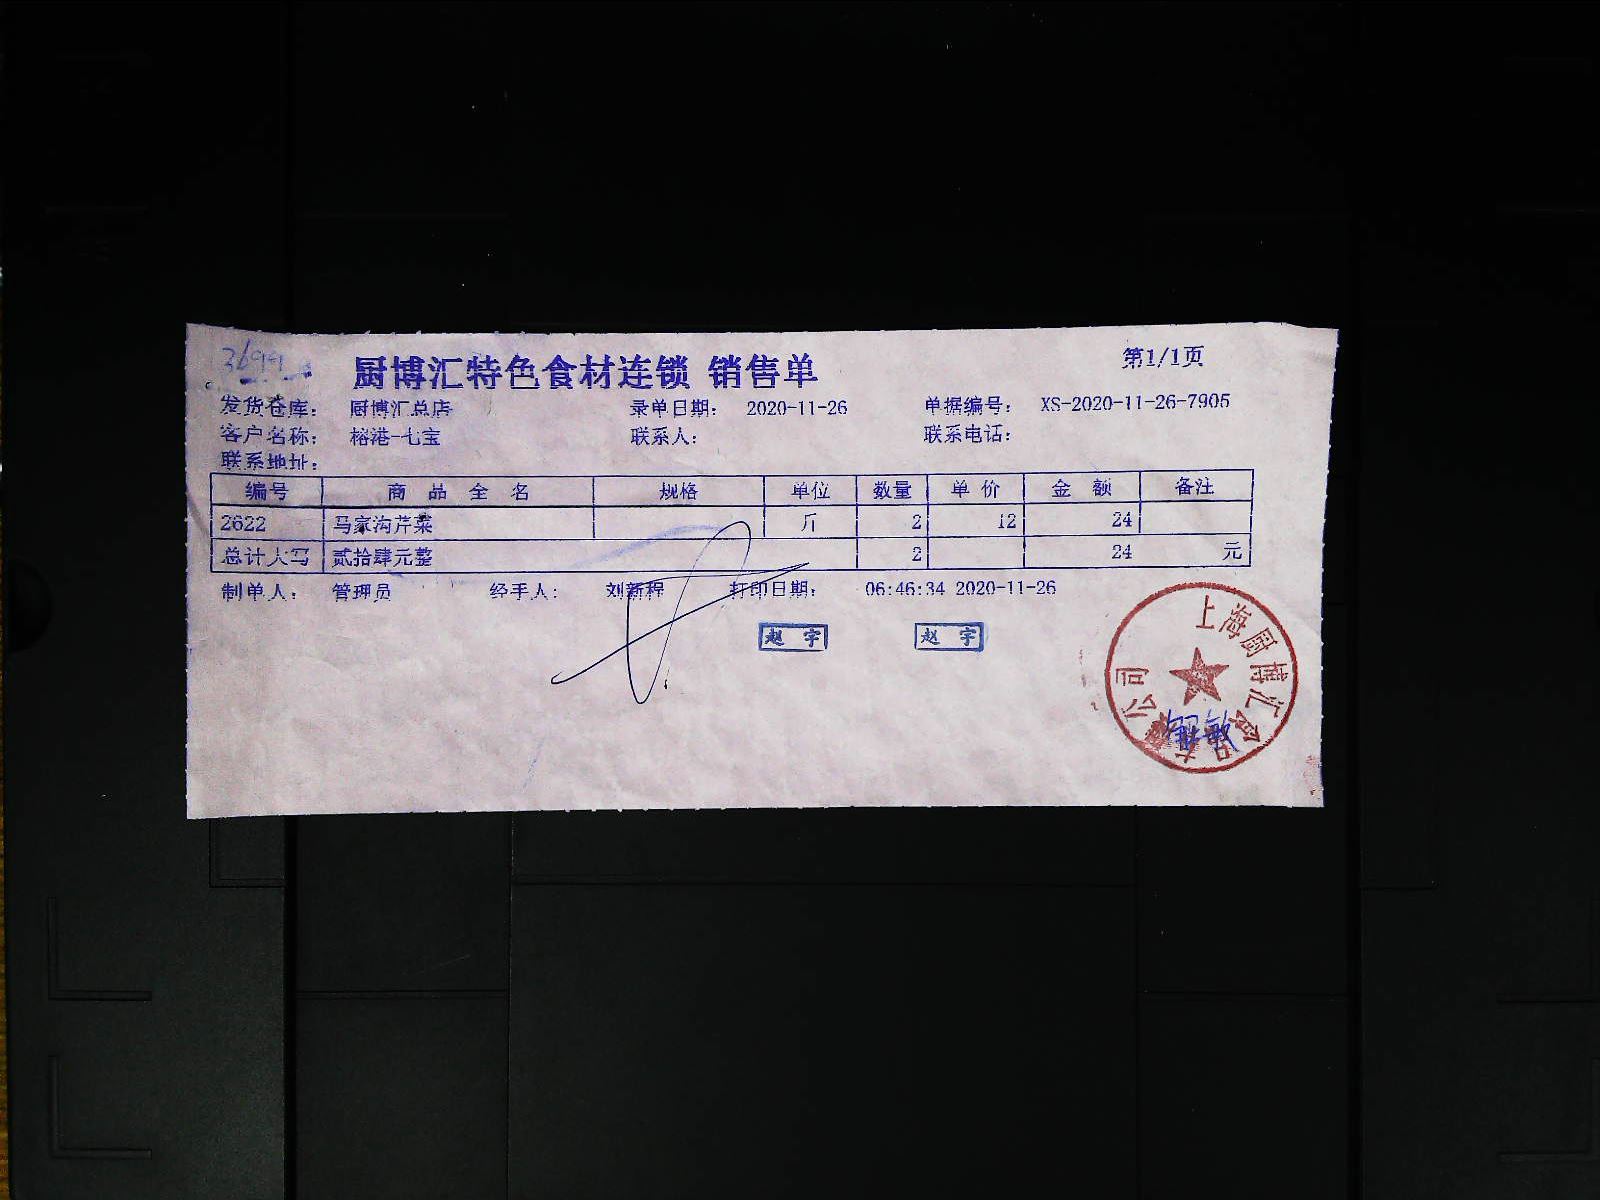 3699
厨博汇特色食材连锁 销售单 第1/1页
发货仓库： 厨博汇总店 录单日期： 2020-11-26 单据编号： XS-2020-11-26-7905
客户名称： 榕港-七宝 联系人： 联系电话：
联系地址：
编号 商品全名 规格 单位 数量 单价 金额 备注
2622 马家沟芹菜 斤 2 12 24
总计大写 贰拾肆元整 2 24 元
制单人： 管理员 经手人： 刘新程 打印日期： 06:46:34 2020-11-26
赵宇 赵宇
上海厨博汇食品 公司